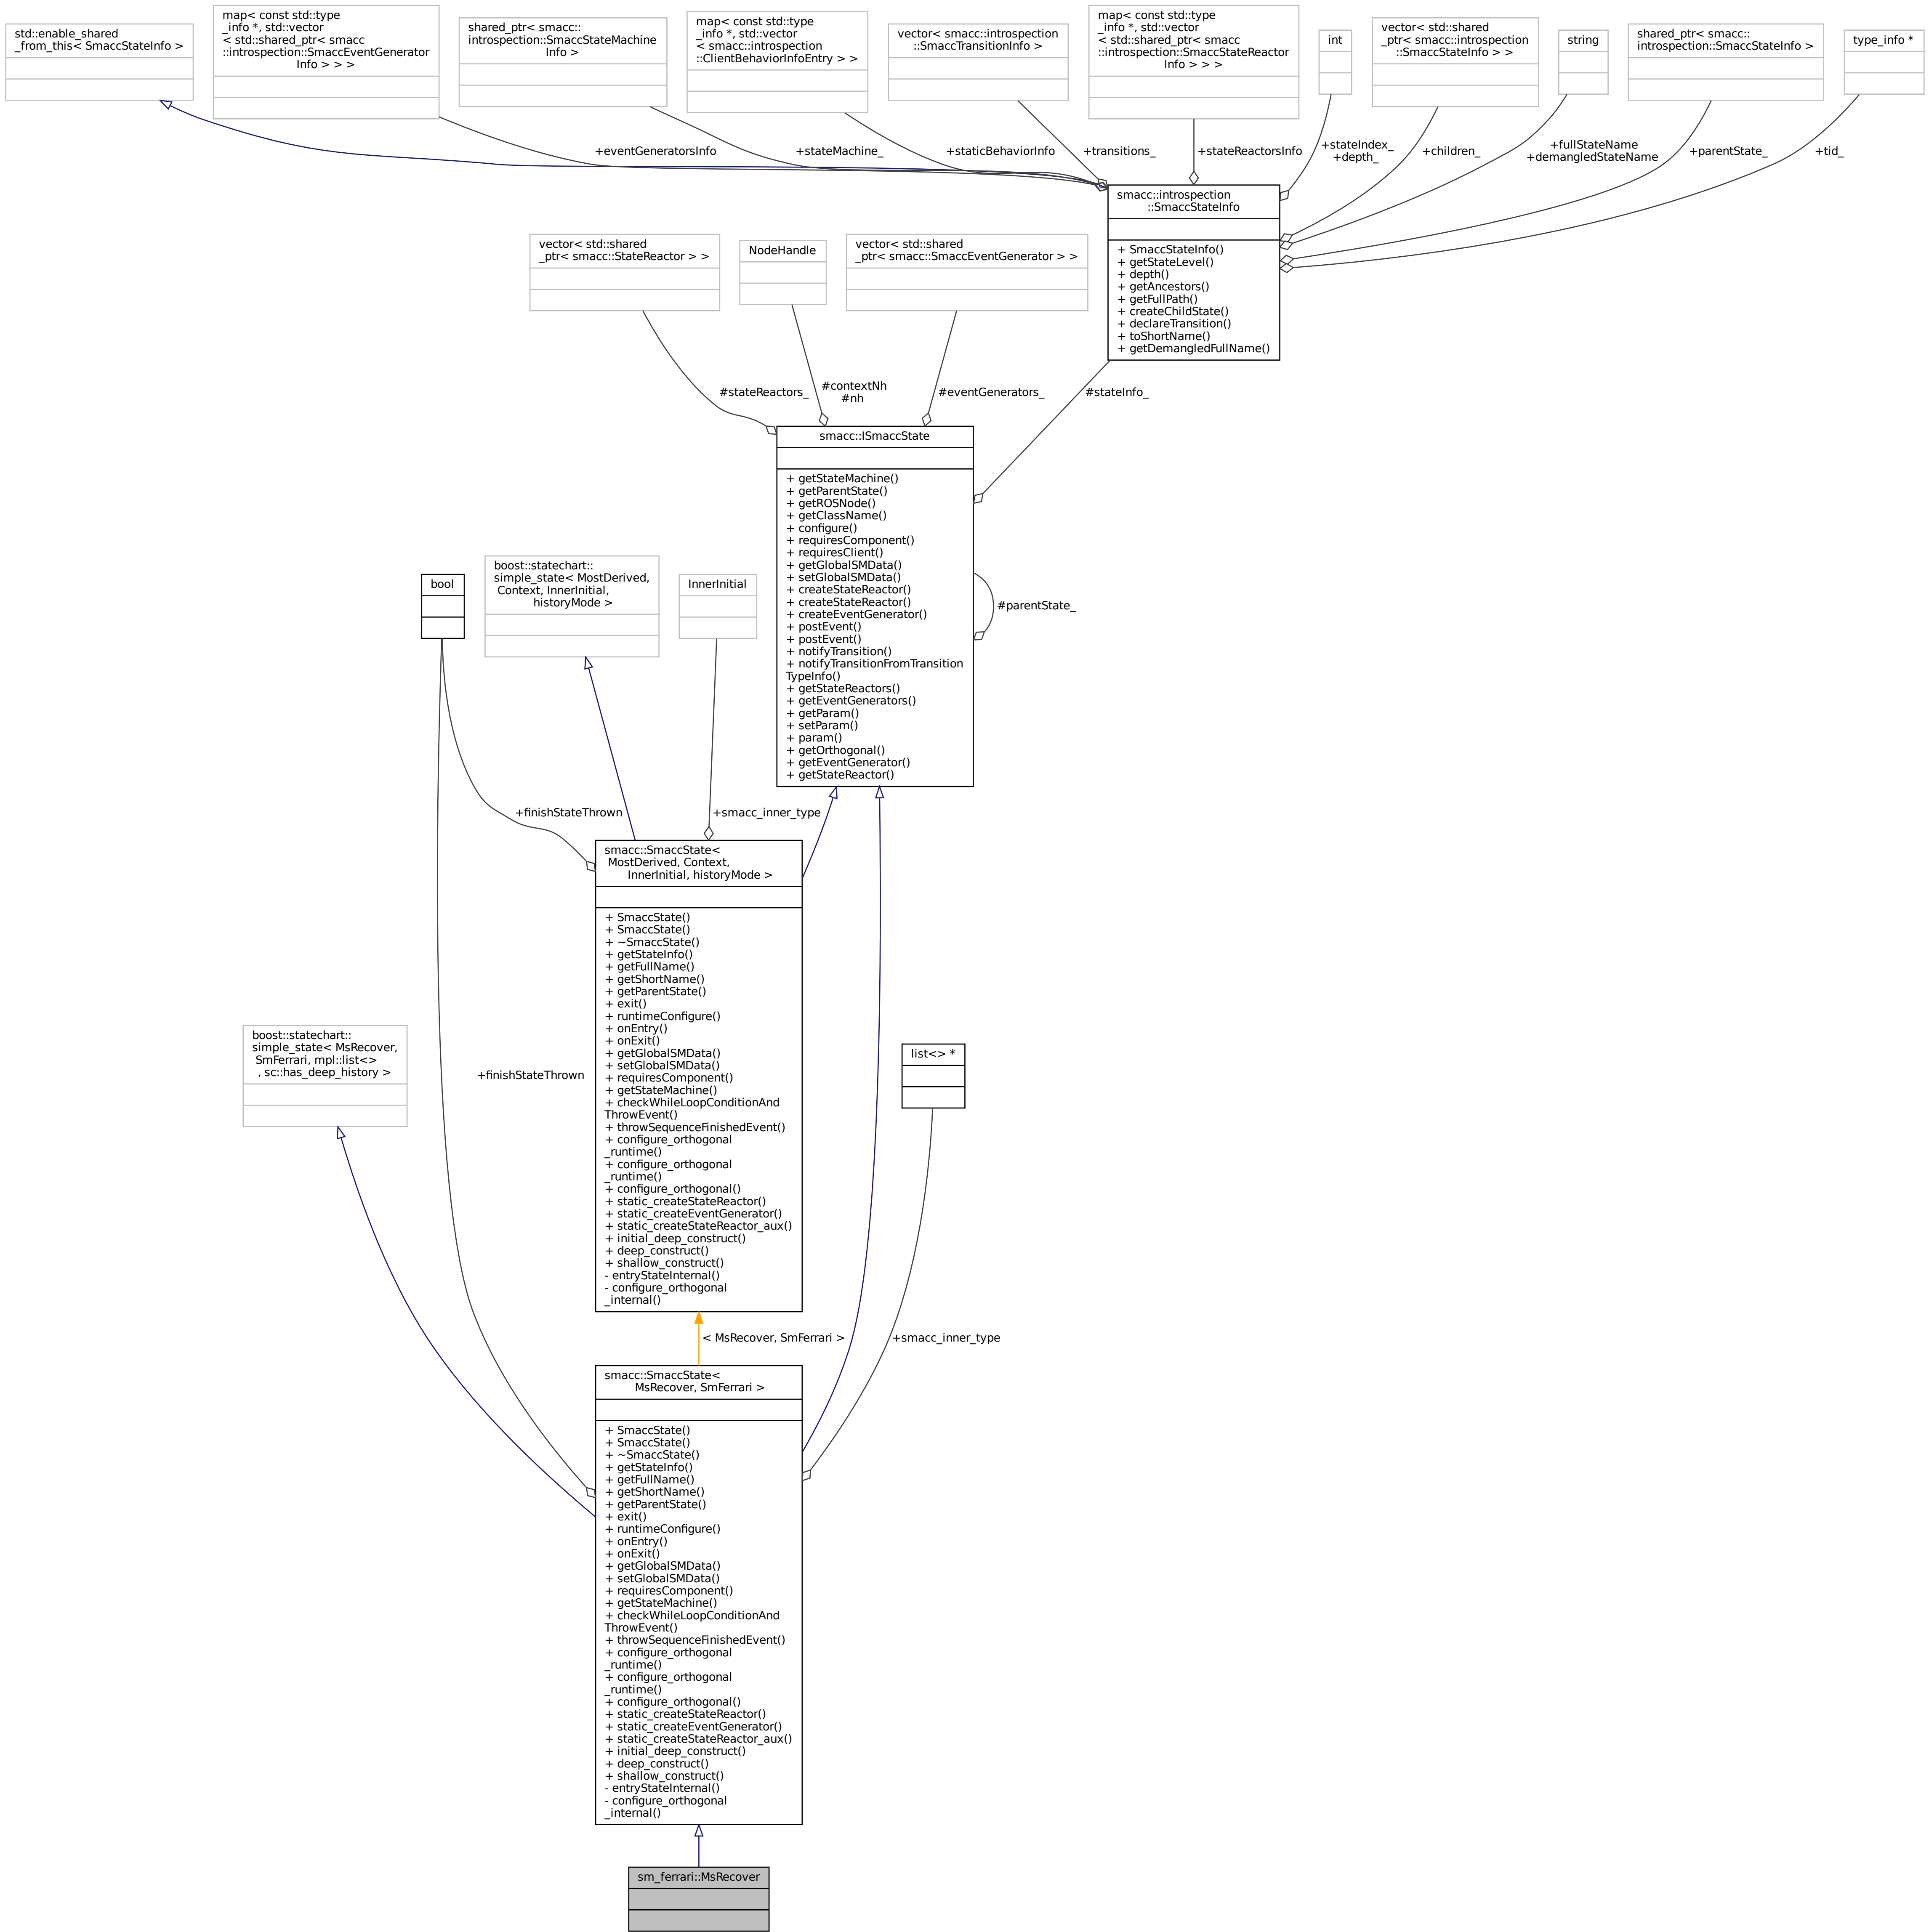 std::enable_shared
_from_this< SmaccStateInfo >
map< const std::type
_info *, std::vector
< std::shared_ptr< smacc
::introspection::SmaccEventGenerator
Info > > >
shared_ptr< smacc::
introspection::SmaccStateMachine
Info >
map< const std::type
_info *, std::vector
< smacc::introspection
::ClientBehaviorInfoEntry > >
vector< smacc::introspection
::SmaccTransitionInfo >
map< const std::type
_info *, std::vector
< std::shared_ptr< smacc
::introspection::SmaccStateReactor
Info > > >
int
vector< std::shared
_ptr< smacc::introspection
::SmaccStateInfo > >
string
shared_ptr< smacc::
introspection::SmaccStateInfo >
type_info *
+eventGeneratorsInfo
+stateMachine_
+staticBehaviorInfo
+transitions_
+stateReactorsInfo
+stateIndex_
+depth_
+children_
+fullStateName
+demangledStateName
+parentState_
+tid_
smacc::introspection
::SmaccStateInfo
+ SmaccStateInfo()
+ getStateLevel()
+ depth()
+ getAncestors()
+ getFullPath()
+ createChildState()
+ declareTransition()
+ toShortName()
+ getDemangledFullName()
vector< std::shared
_ptr< smacc::StateReactor > >
NodeHandle
vector< std::shared
_ptr< smacc::SmaccEventGenerator > >
#stateReactors_
#contextNh
#nh
#eventGenerators_
#stateInfo_
smacc::ISmaccState
+ getStateMachine()
+ getParentState()
+ getROSNode()
+ getClassName()
+ configure()
+ requiresComponent()
+ requiresClient()
+ getGlobalSMData()
+ setGlobalSMData()
+ createStateReactor()
+ createStateReactor()
+ createEventGenerator()
+ postEvent()
+ postEvent()
+ notifyTransition()
+ notifyTransitionFromTransition
TypeInfo()
+ getStateReactors()
+ getEventGenerators()
+ getParam()
+ setParam()
+ param()
+ getOrthogonal()
+ getEventGenerator()
+ getStateReactor()
#parentState_
bool
boost::statechart::
simple_state< MostDerived,
Context, InnerInitial,
historyMode >
InnerInitial
+finishStateThrown
+smacc_inner_type
smacc::SmaccState<
MostDerived, Context,
InnerInitial, historyMode >
+ SmaccState()
+ SmaccState()
+ ~SmaccState()
+ getStateInfo()
+ getFullName()
+ getShortName()
+ getParentState()
+ exit()
+ runtimeConfigure()
+ onEntry()
+ onExit()
+ getGlobalSMData()
+ setGlobalSMData()
+ requiresComponent()
+ getStateMachine()
+ checkWhileLoopConditionAnd
ThrowEvent()
+ throwSequenceFinishedEvent()
+ configure_orthogonal
_runtime()
+ configure_orthogonal
_runtime()
+ configure_orthogonal()
+ static_createStateReactor()
+ static_createEventGenerator()
+ static_createStateReactor_aux()
+ initial_deep_construct()
+ deep_construct()
+ shallow_construct()
- entryStateInternal()
- configure_orthogonal
_internal()
boost::statechart::
simple_state< MsRecover,
SmFerrari, mpl::list<>
, sc::has_deep_history >
+finishStateThrown
list<> *
< MsRecover, SmFerrari >
+smacc_inner_type
smacc::SmaccState<
MsRecover, SmFerrari >
+ SmaccState()
+ SmaccState()
+ ~SmaccState()
+ getStateInfo()
+ getFullName()
+ getShortName()
+ getParentState()
+ exit()
+ runtimeConfigure()
+ onEntry()
+ onExit()
+ getGlobalSMData()
+ setGlobalSMData()
+ requiresComponent()
+ getStateMachine()
+ checkWhileLoopConditionAnd
ThrowEvent()
+ throwSequenceFinishedEvent()
+ configure_orthogonal
_runtime()
+ configure_orthogonal
_runtime()
+ configure_orthogonal()
+ static_createStateReactor()
+ static_createEventGenerator()
+ static_createStateReactor_aux()
+ initial_deep_construct()
+ deep_construct()
+ shallow_construct()
- entryStateInternal()
- configure_orthogonal
_internal()
sm_ferrari::MsRecover